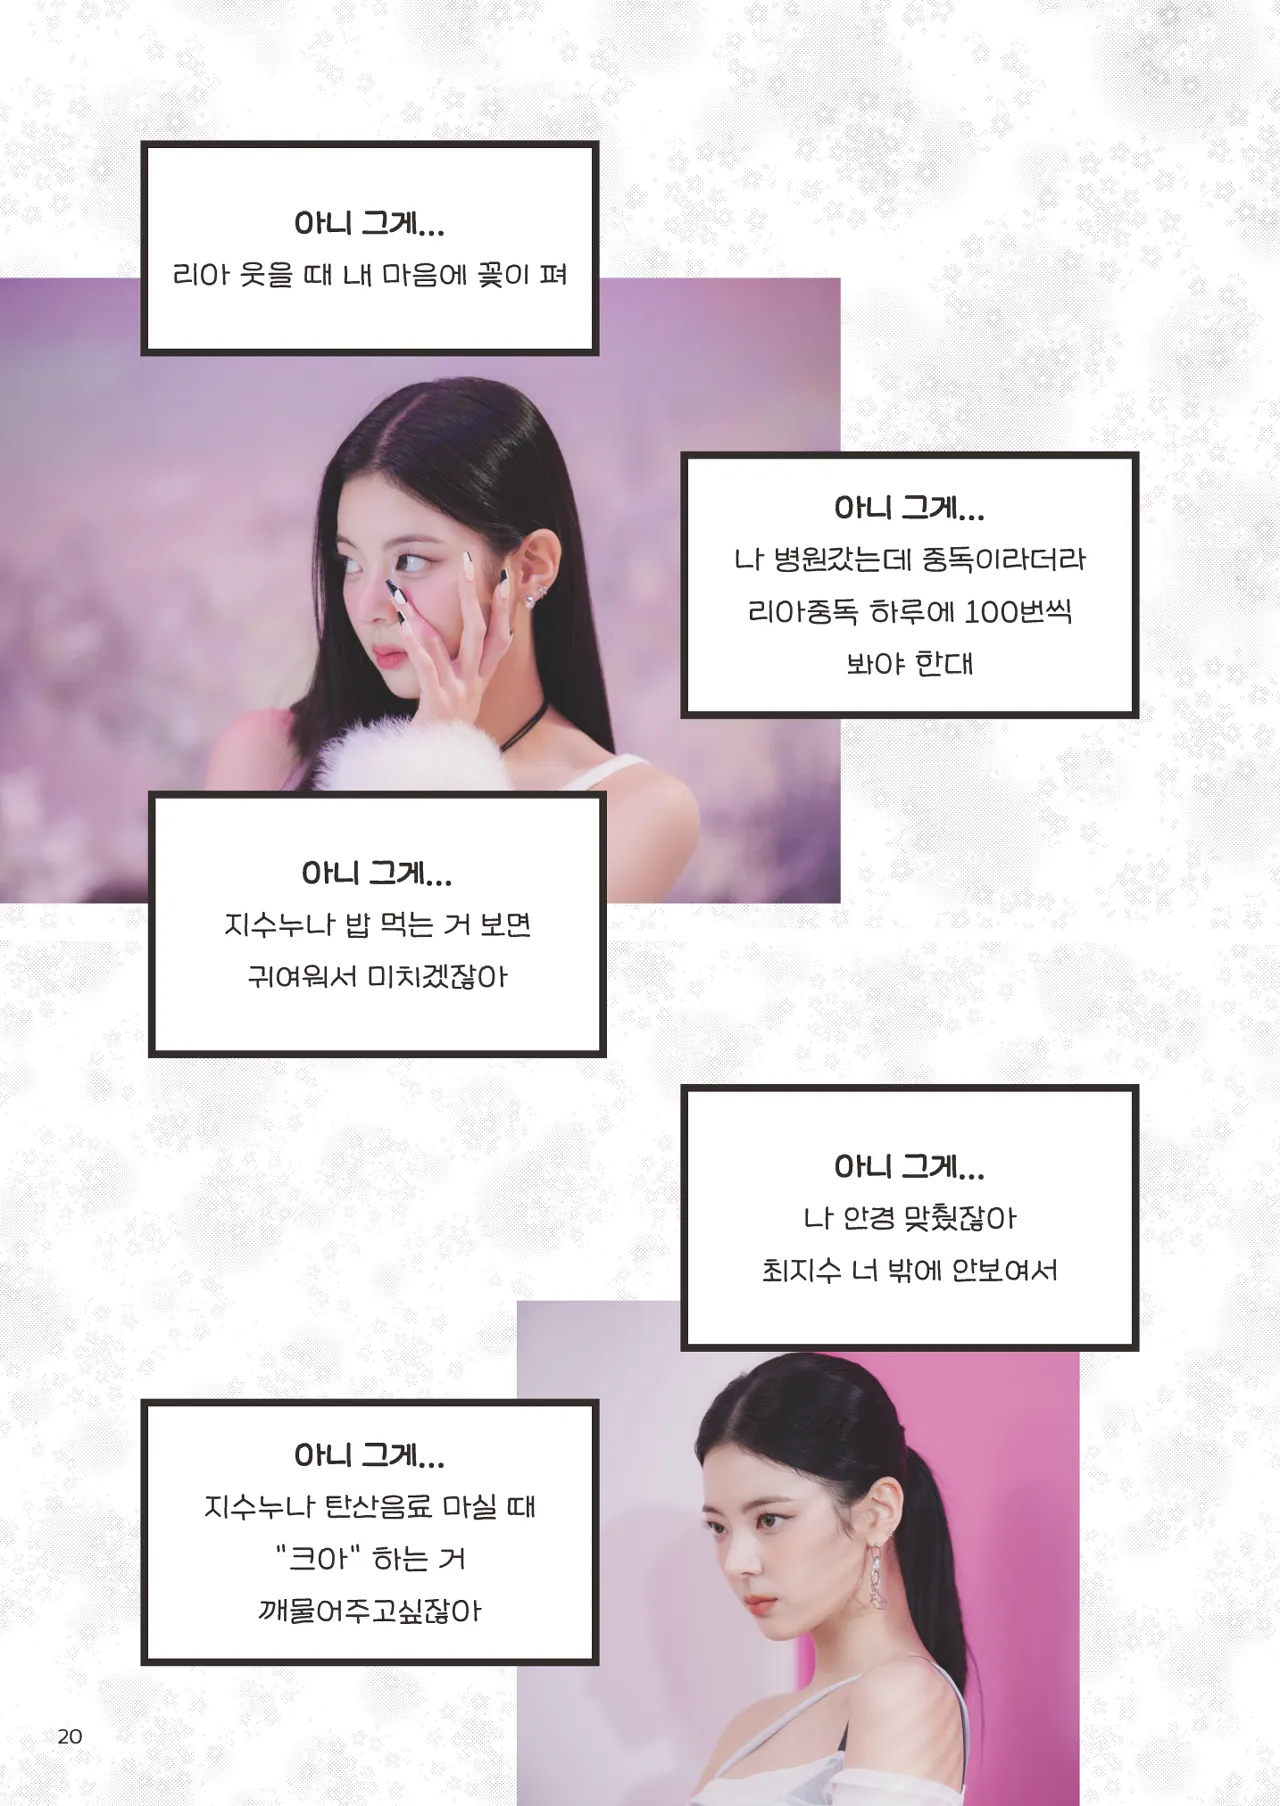 아니 그게...
리아 웃을 때 내 마음에 꽃이 펴
아니 그게...
나 병원갔는데 중독이라더라
리아중독 하루에 100번씩
봐야 한대
아니 그게...
지수누나 밥 먹는 거 보면
귀여워서 미치겠잖아
아니 그게...
나 안경 맞췄잖아
최지수 너 밖에 안보여서
아니 그게...
지수누나 탄산음료 마실 때
"크아" 하는 거
깨물어주고싶잖아
20